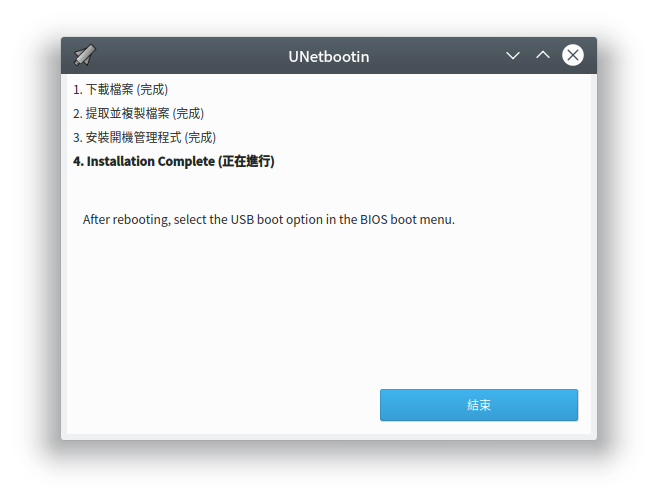 UNetbootin
1. 下載檔案 (完成)
2. 提取並複製檔案 (完成)
3. 安裝開機管理程式 (完成)
4. Installation Complete (正在進行)
After rebooting, select the USB boot option in the BIOS boot menu.
結束